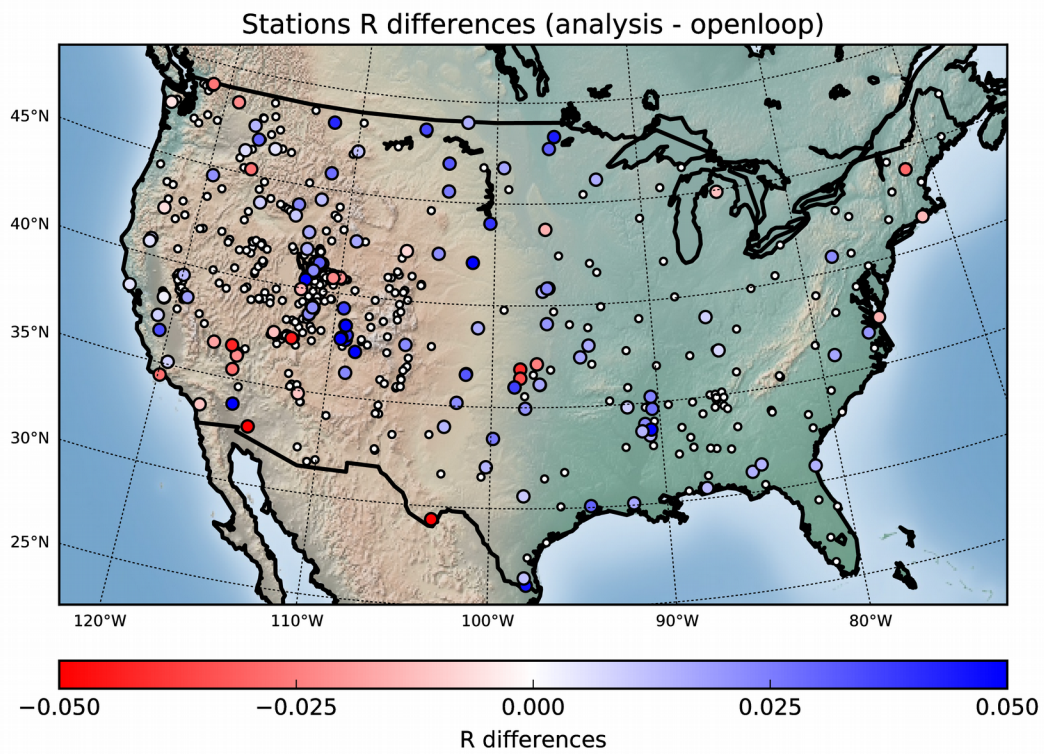 Stations R differences (analysis - openloop)
45°N
40°N
35°N
30°N
25°N
120°W 110°W 100°W 90°W 80°W
−0.050 −0.025 0.000 0.025 0.050
R differences